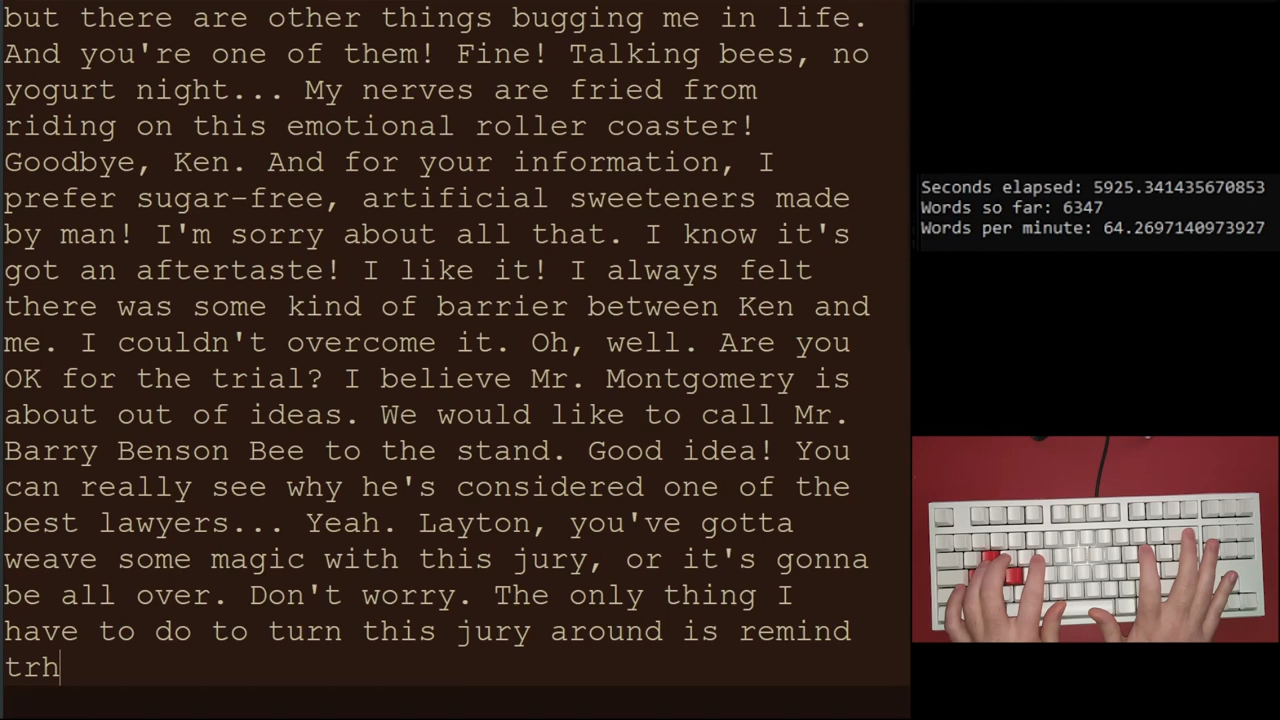 but there are other things bugging me in life.
And you're one of them! Fine! Talking bees, no
yogurt night... My nerves are fried from
riding on this emotional roller coaster!
Goodbye, Ken. And for your information, I
prefer sugar-free, artificial sweeteners made
by man! I'm sorry about all that. I know it's
got an aftertaste! I like it! I always felt
there was some kind of barrier between Ken and
me. I couldn't overcome it. Oh, well. Are you
OK for the trial? I believe Mr. Montgomery is
about out of ideas. We would like to call Mr.
Barry Benson Bee to the stand. Good idea! You
can really see why he's considered one of the
best lawyers... Yeah. Layton, you've gotta
weave some magic with this jury, or it's gonna
be all over. Don't worry. The only thing I
have to do to turn this jury around is remind
trh
Seconds elapsed: 5925.341435670853
Words so far: 6347
Words per minute: 64.2697140973927